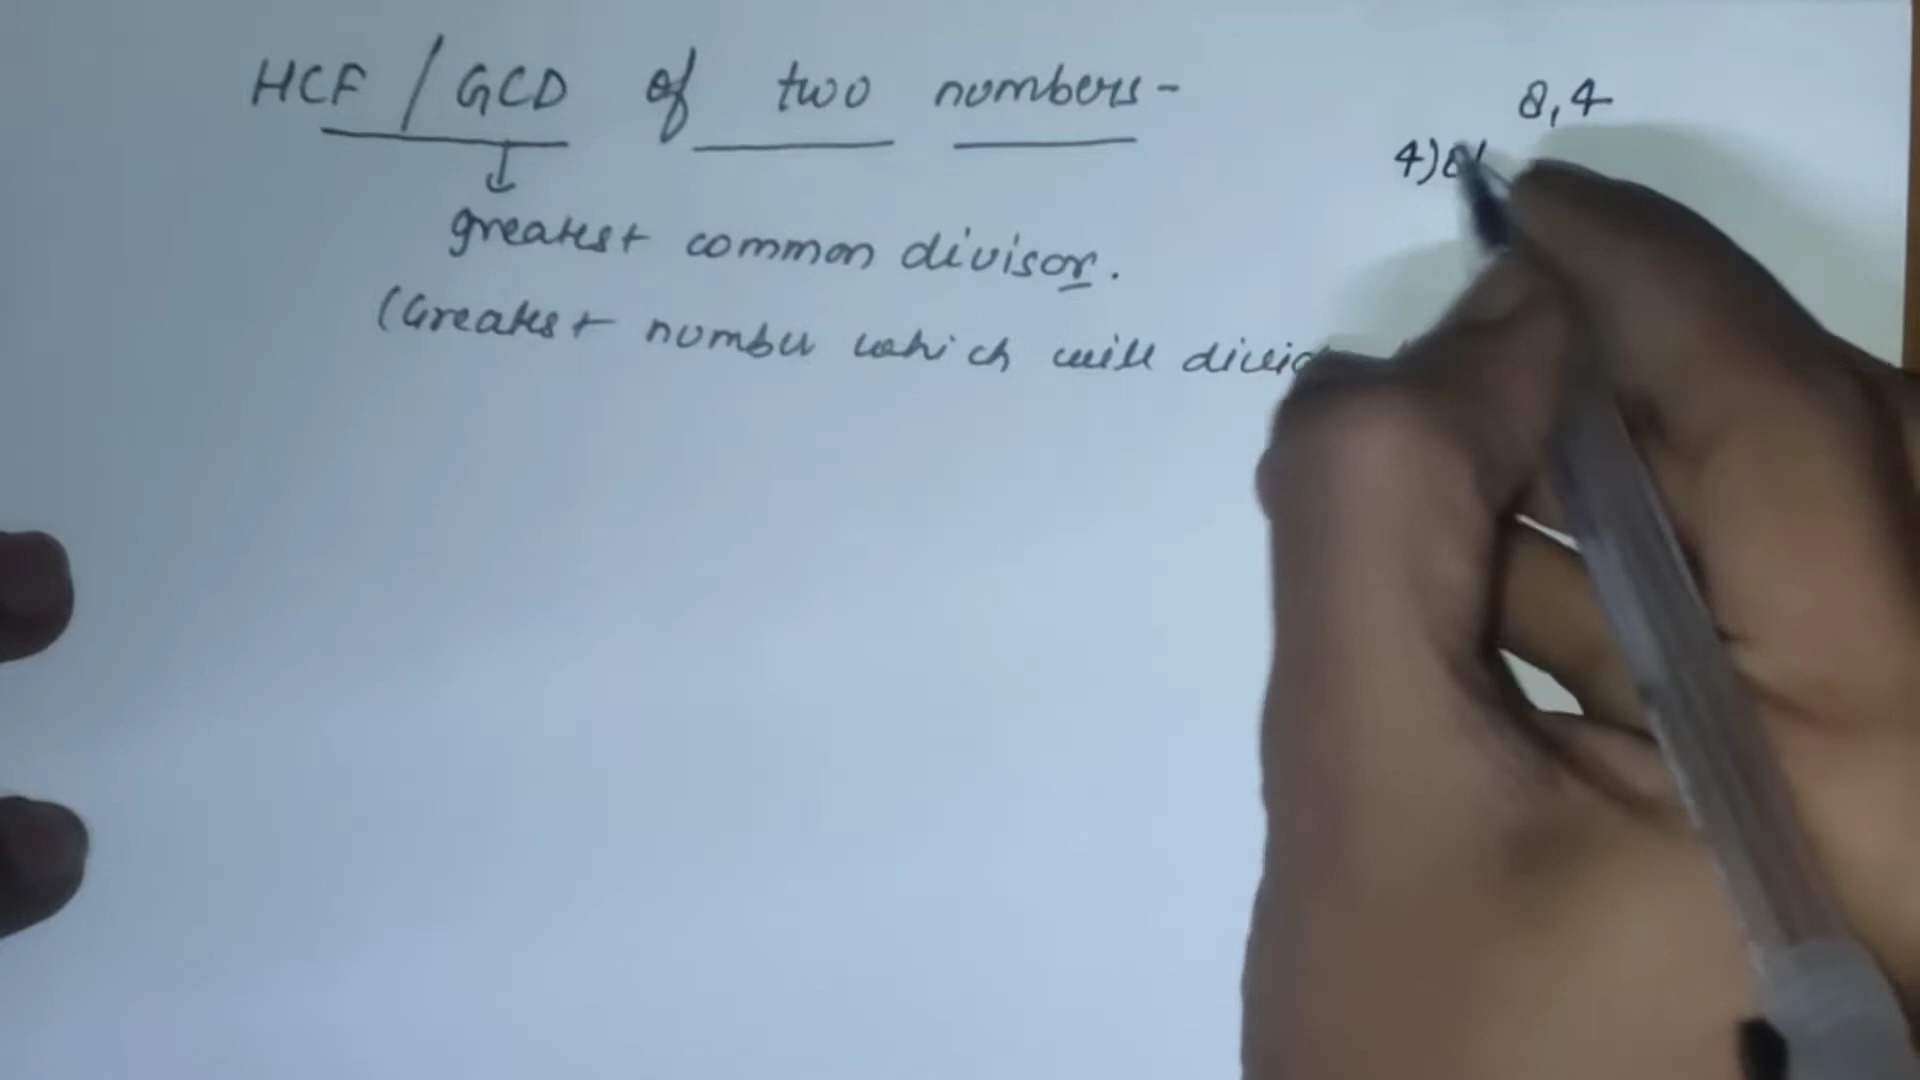 HCF / GCD of two numbers-
8,4
4)8(
greatest common divisor.
(Greatest number which will